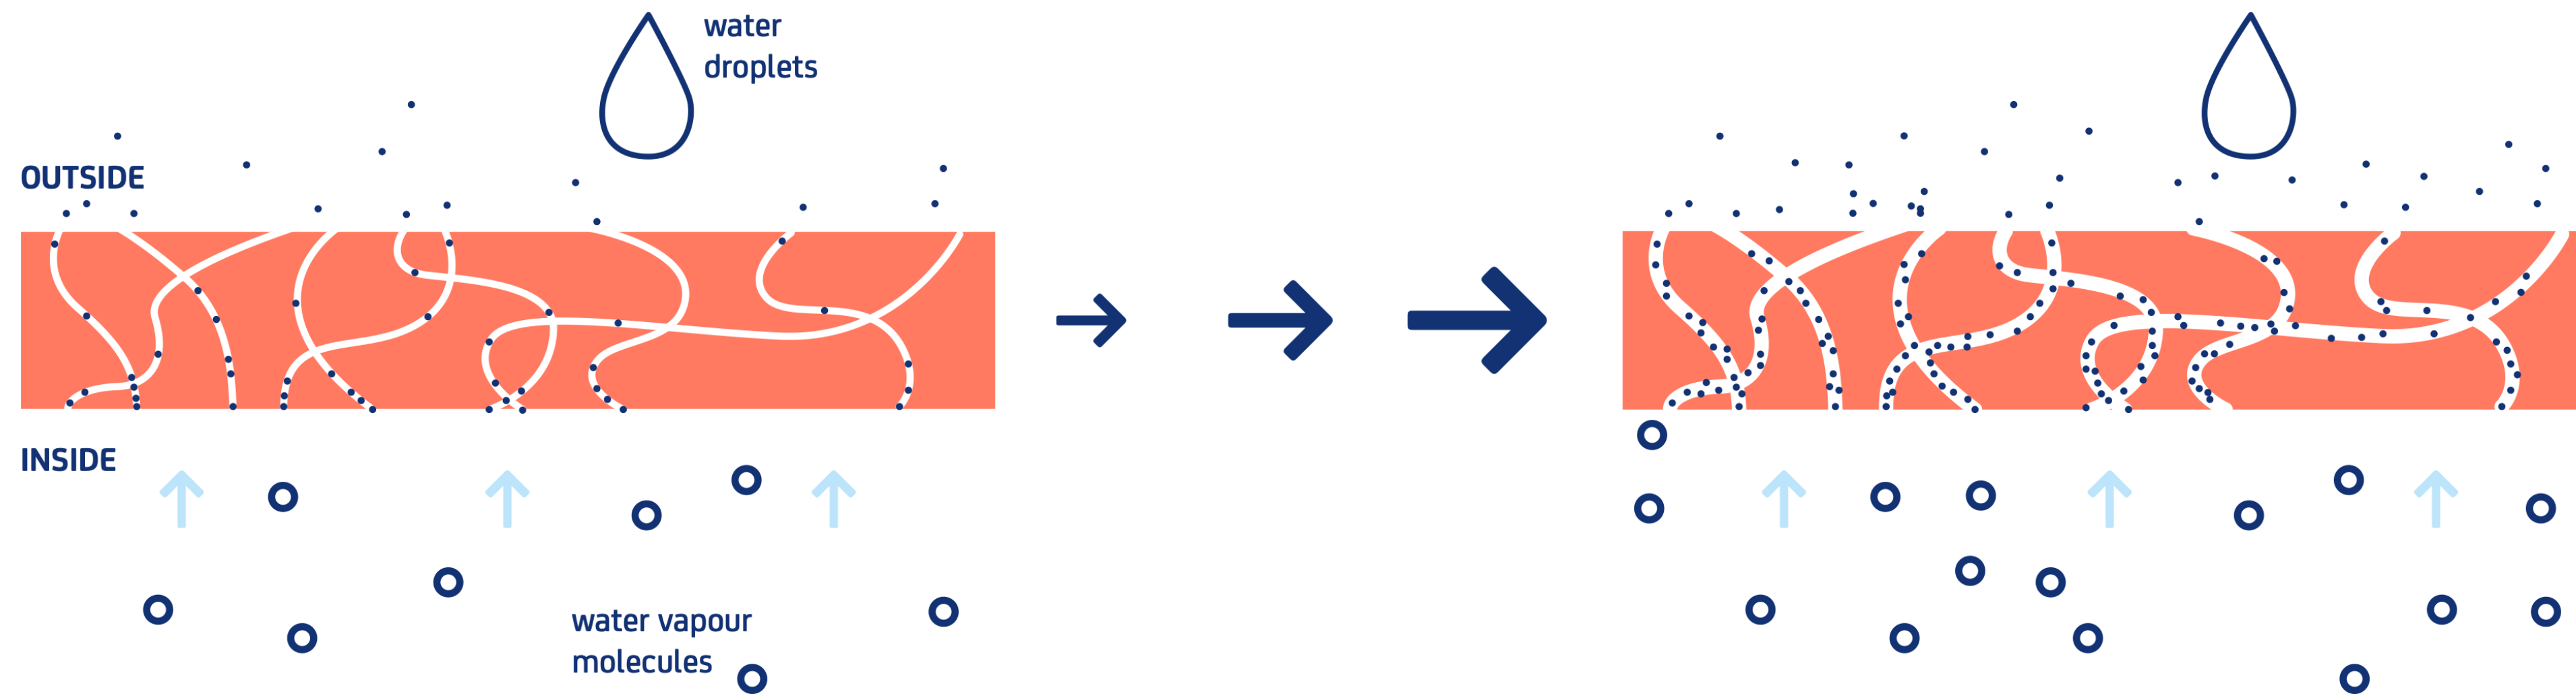 water
droplets
OUTSIDE
INSIDE
water vapour
molecules